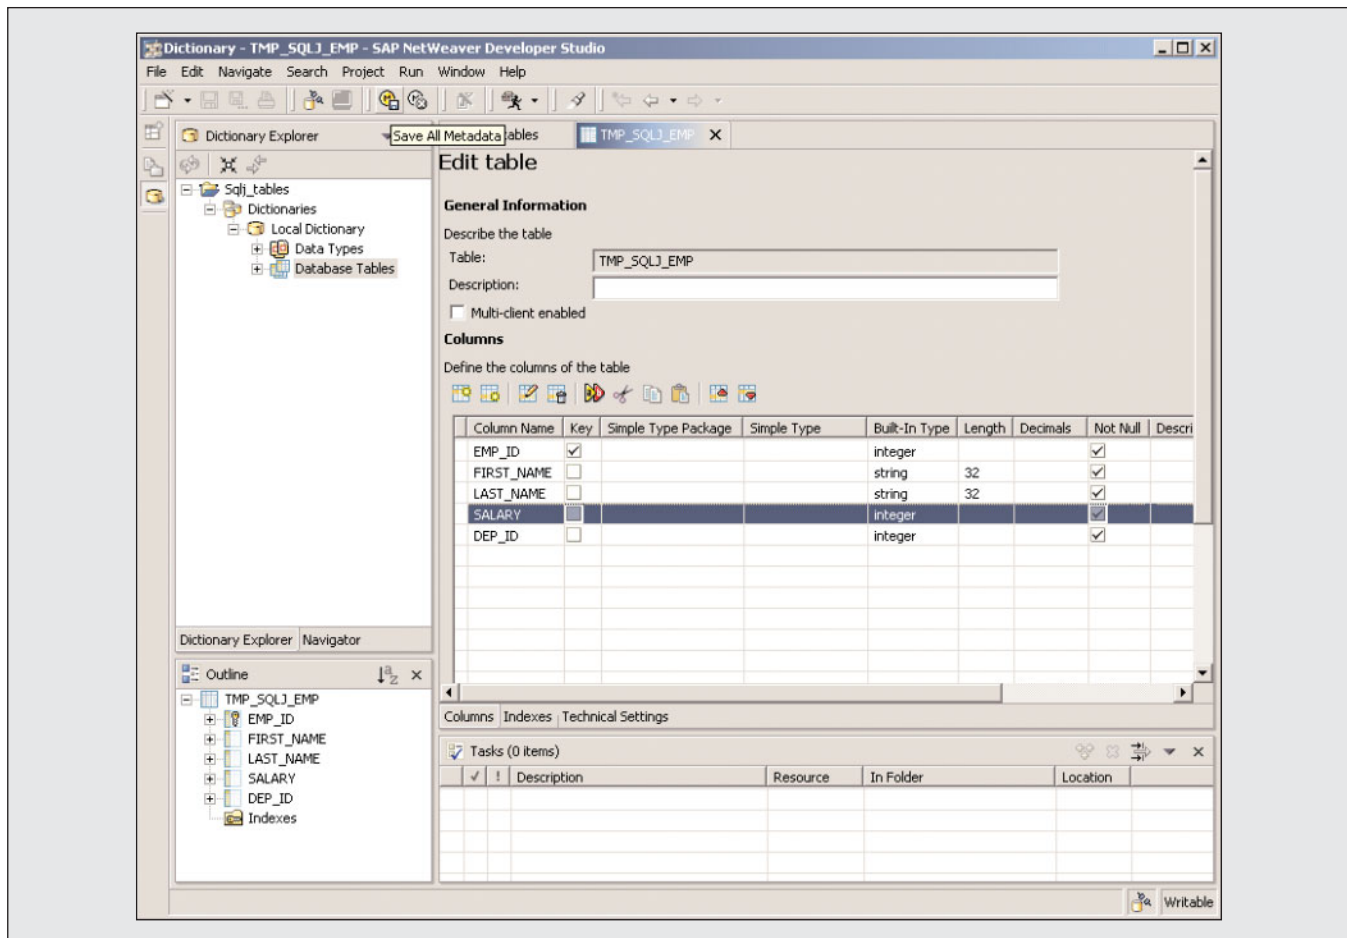 Dictionary - TMP_SQLJ_EMP - SAP NetWeaver Developer Studio
File Edit Navigate Search Project Run Window Help
Dictionary Explorer
Save All Metadata
ables
TMP_SQLJ_EMP
Sqlj_tables
Dictionaries
Local Dictionary
Data Types
Database Tables
Dictionary Explorer Navigator
Edit table
General Information
Describe the table
Table: TMP_SQLJ_EMP
Description:
Multi-client enabled
Columns
Define the columns of the table
Column Name Key Simple Type Package Simple Type Built-In Type Length Decimals Not Null Descri
EMP_ID integer
FIRST_NAME string 32
LAST_NAME string 32
SALARY integer
DEP_ID integer
Columns Indexes Technical Settings
Outline
TMP_SQLJ_EMP
EMP_ID
FIRST_NAME
LAST_NAME
SALARY
DEP_ID
Indexes
Tasks (0 items)
! Description Resource In Folder Location
Writable